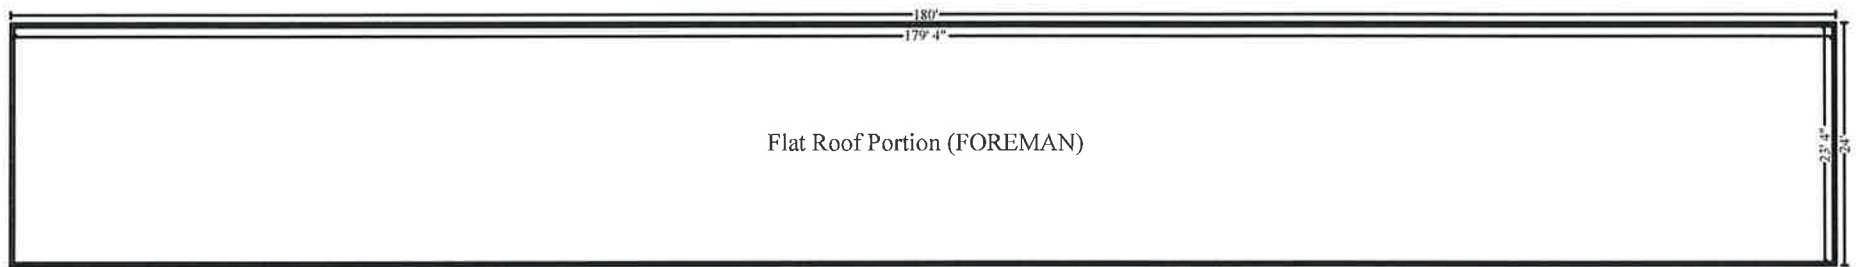 180'
179' 4"
Flat Roof Portion (FOREMAN)
23' 4"
24'